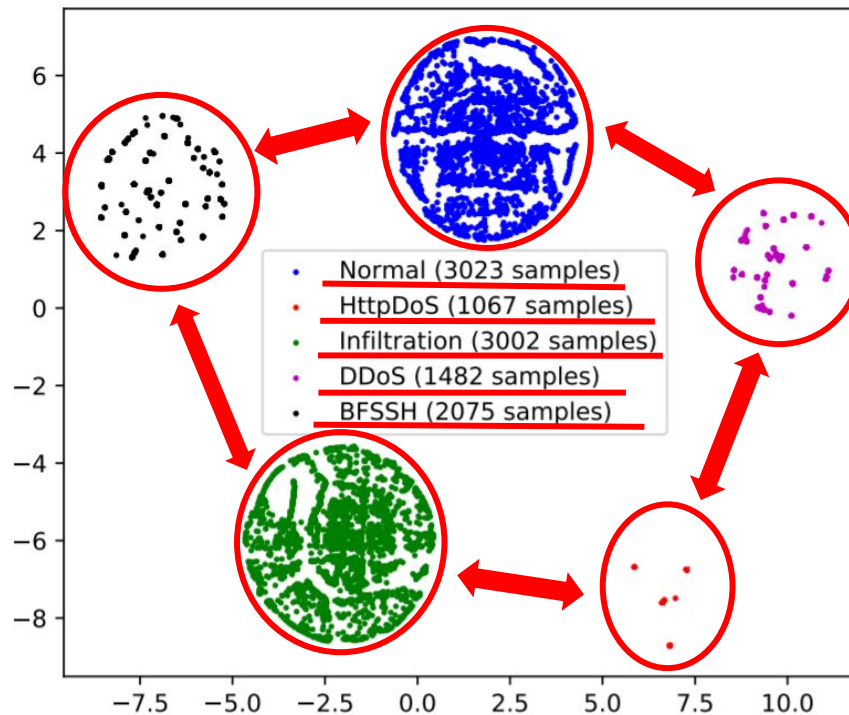 6
4
2
0
−2
−4
−6
−8
Normal (3023 samples)
HttpDoS (1067 samples)
Infiltration (3002 samples)
DDoS (1482 samples)
BFSSH (2075 samples)
−7.5 −5.0 −2.5 0.0 2.5 5.0 7.5 10.0